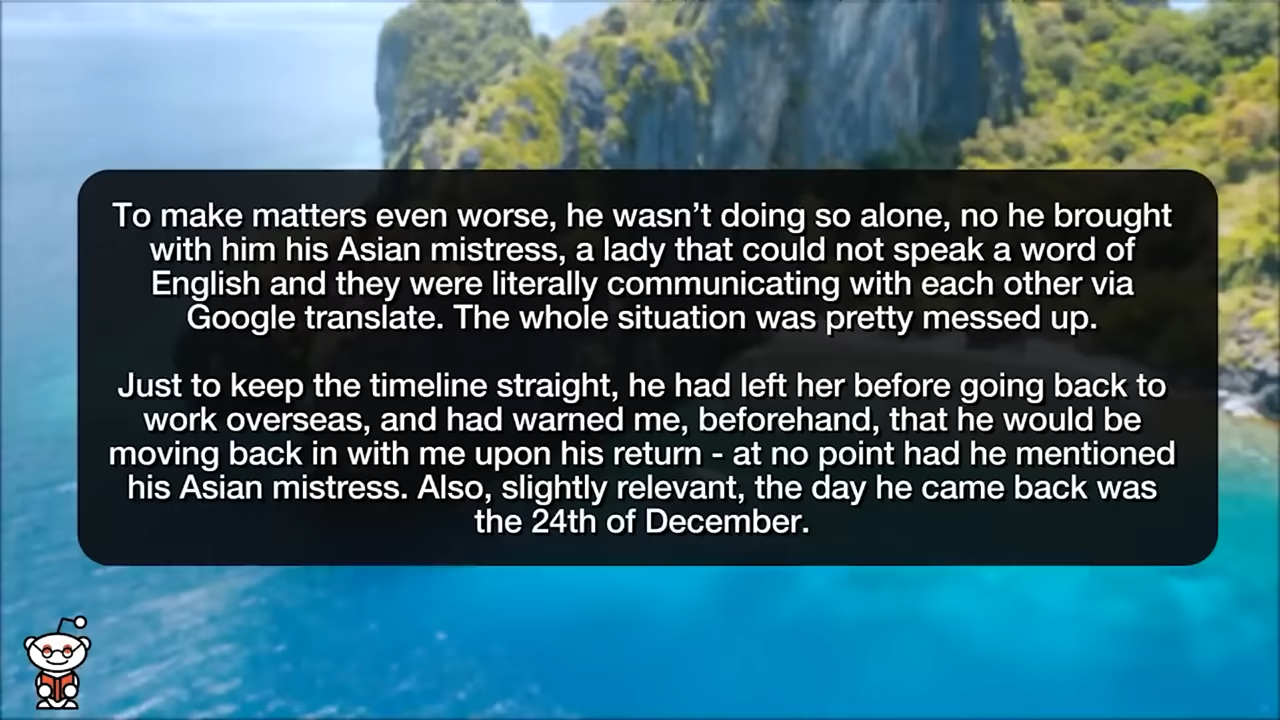 To make matters even worse, he wasn’t doing so alone, no he brought
with him his Asian mistress, a lady that could not speak a word of
English and they were literally communicating with each other via
Google translate. The whole situation was pretty messed up.
Just to keep the timeline straight, he had left her before going back to
work overseas, and had warned me, beforehand, that he would be
moving back in with me upon his return - at no point had he mentioned
his Asian mistress. Also, slightly relevant, the day he came back was
the 24th of December.